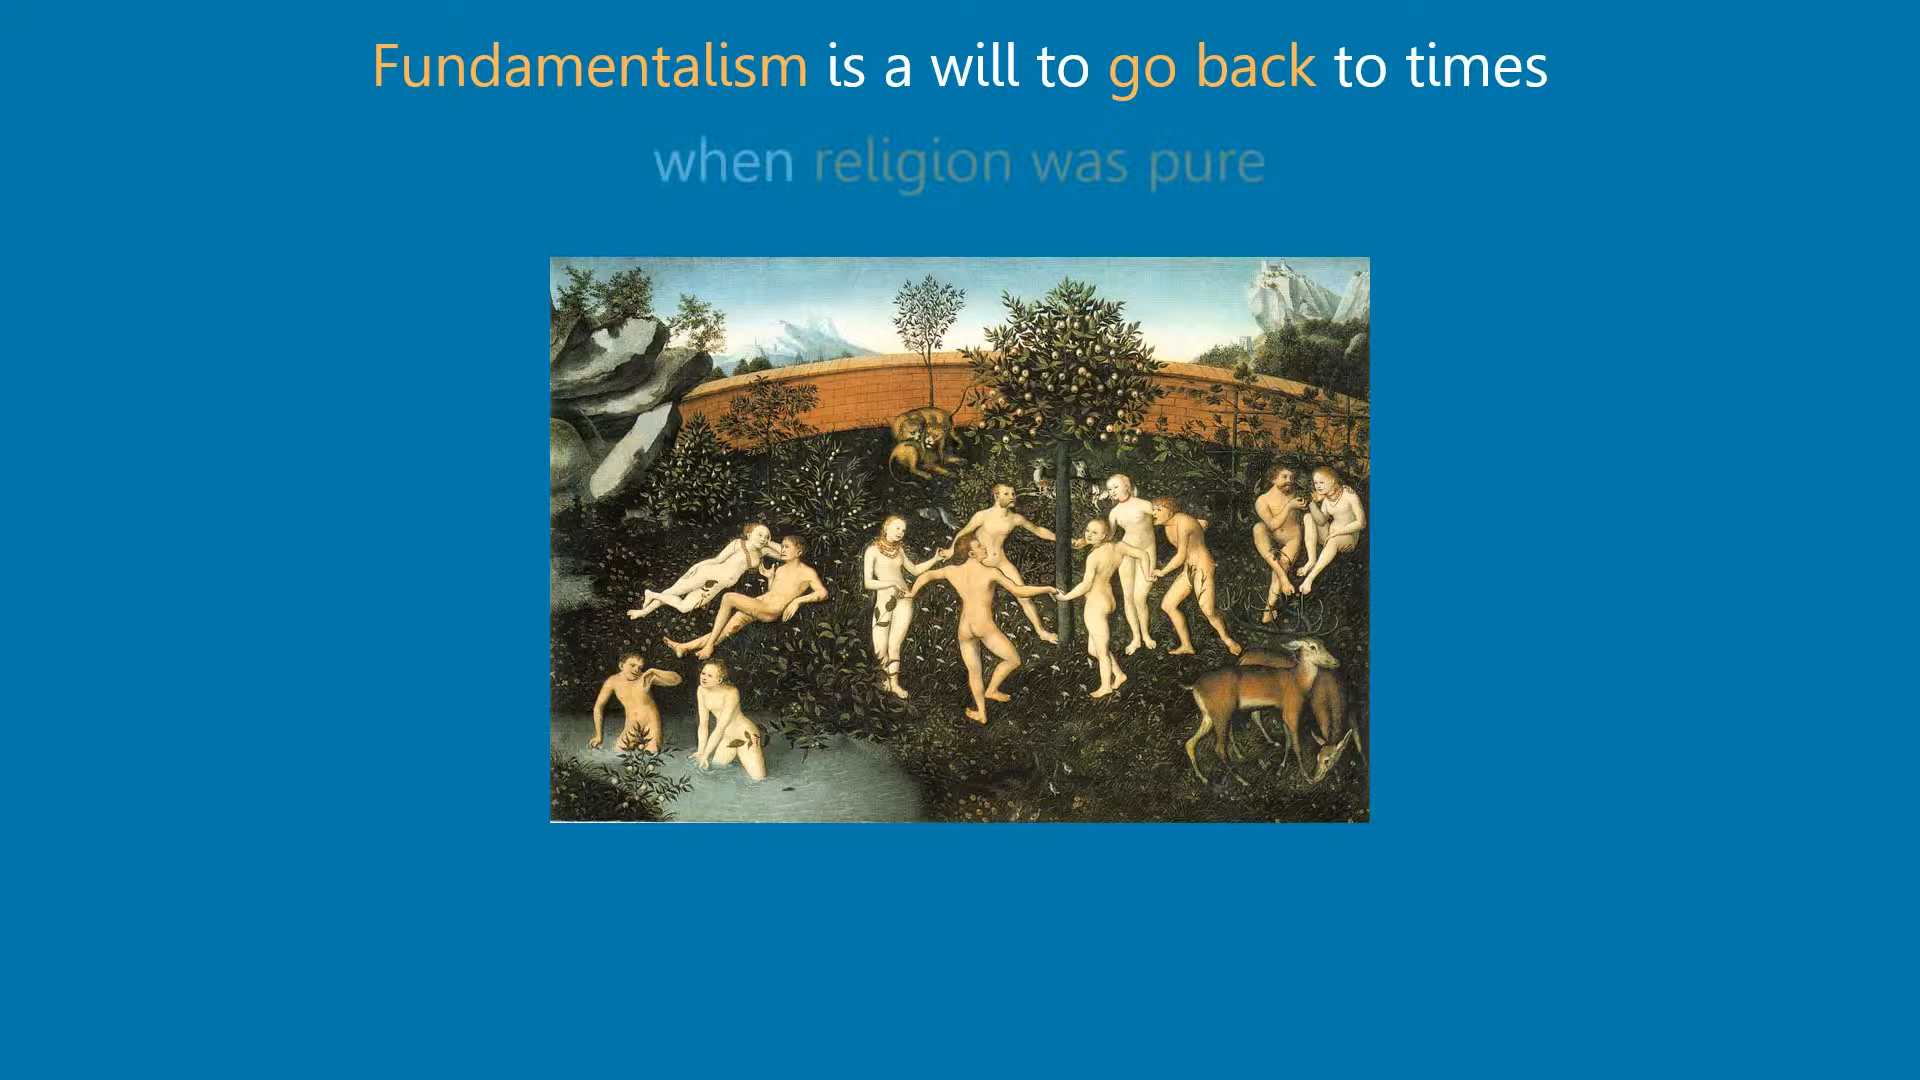 Fundamentalism is a will to go back to times
when religion was pure